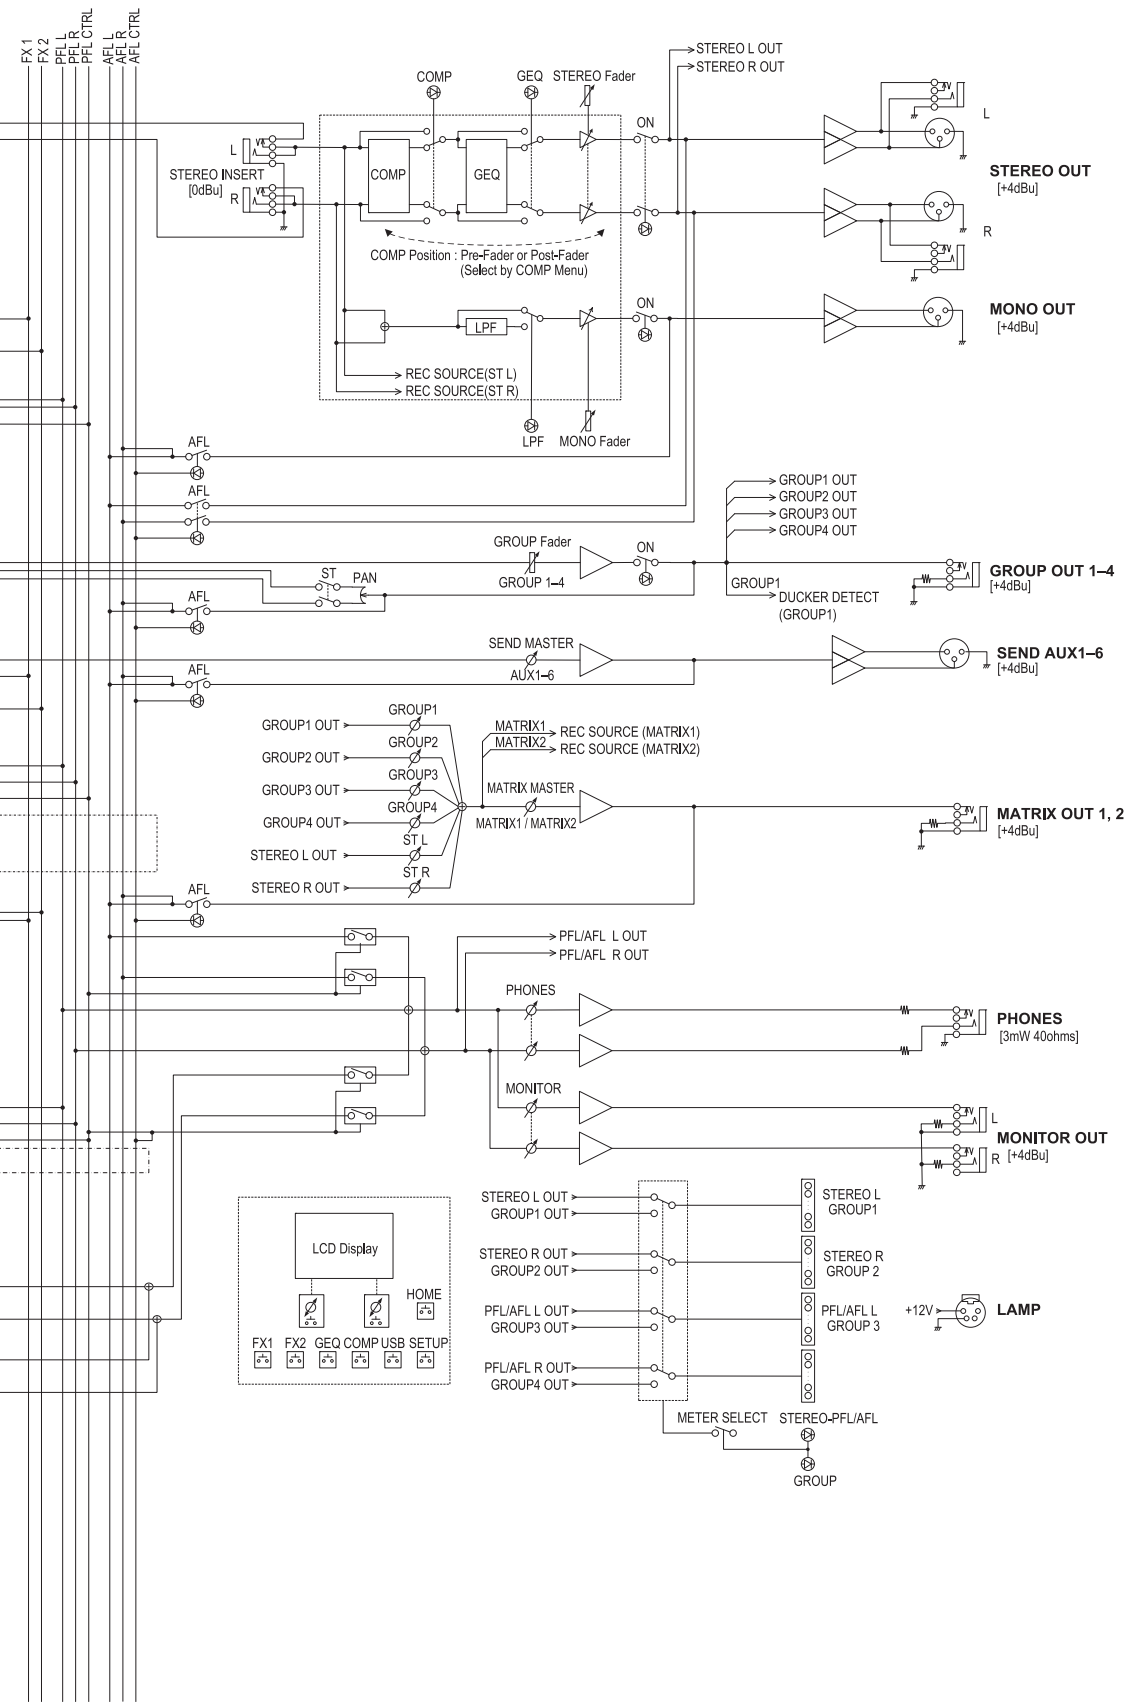 FX 1
FX 2
PFL L
PFL R
PFL CTRL
AFL L
AFL R
AFL CTRL
STEREO L OUT
STEREO R OUT
COMP
GEQ
STEREO Fader
ON
L
STEREO INSERT
[0dBu]
R
COMP
GEQ
COMP Position : Pre-Fader or Post-Fader
(Select by COMP Menu)
L
STEREO OUT
[+4dBu]
R
ON
MONO OUT
[+4dBu]
LPF
REC SOURCE(ST L)
REC SOURCE(ST R)
LPF
MONO Fader
AFL
AFL
GROUP1 OUT
GROUP2 OUT
GROUP3 OUT
GROUP4 OUT
GROUP Fader
ON
GROUP 1–4
ST
PAN
AFL
GROUP1
DUCKER DETECT
(GROUP1)
GROUP OUT 1–4
[+4dBu]
SEND MASTER
AUX1–6
SEND AUX1–6
[+4dBu]
AFL
GROUP1 OUT
GROUP1
GROUP2 OUT
GROUP2
GROUP3 OUT
GROUP3
GROUP4 OUT
GROUP4
STEREO L OUT
ST L
STEREO R OUT
ST R
MATRIX1
REC SOURCE (MATRIX1)
MATRIX2
REC SOURCE (MATRIX2)
MATRIX MASTER
MATRIX1 / MATRIX2
MATRIX OUT 1, 2
[+4dBu]
AFL
PFL/AFL L OUT
PFL/AFL R OUT
PHONES
PHONES
[3mW 40ohms]
MONITOR
L
MONITOR OUT
R [+4dBu]
LCD Display
HOME
FX1 FX2 GEQ COMP USB SETUP
STEREO L OUT
GROUP1 OUT
STEREO L
GROUP1
STEREO R OUT
GROUP2 OUT
STEREO R
GROUP 2
PFL/AFL L OUT
GROUP3 OUT
PFL/AFL L
GROUP 3
PFL/AFL R OUT
GROUP4 OUT
+12V
LAMP
METER SELECT
STEREO-PFL/AFL
GROUP